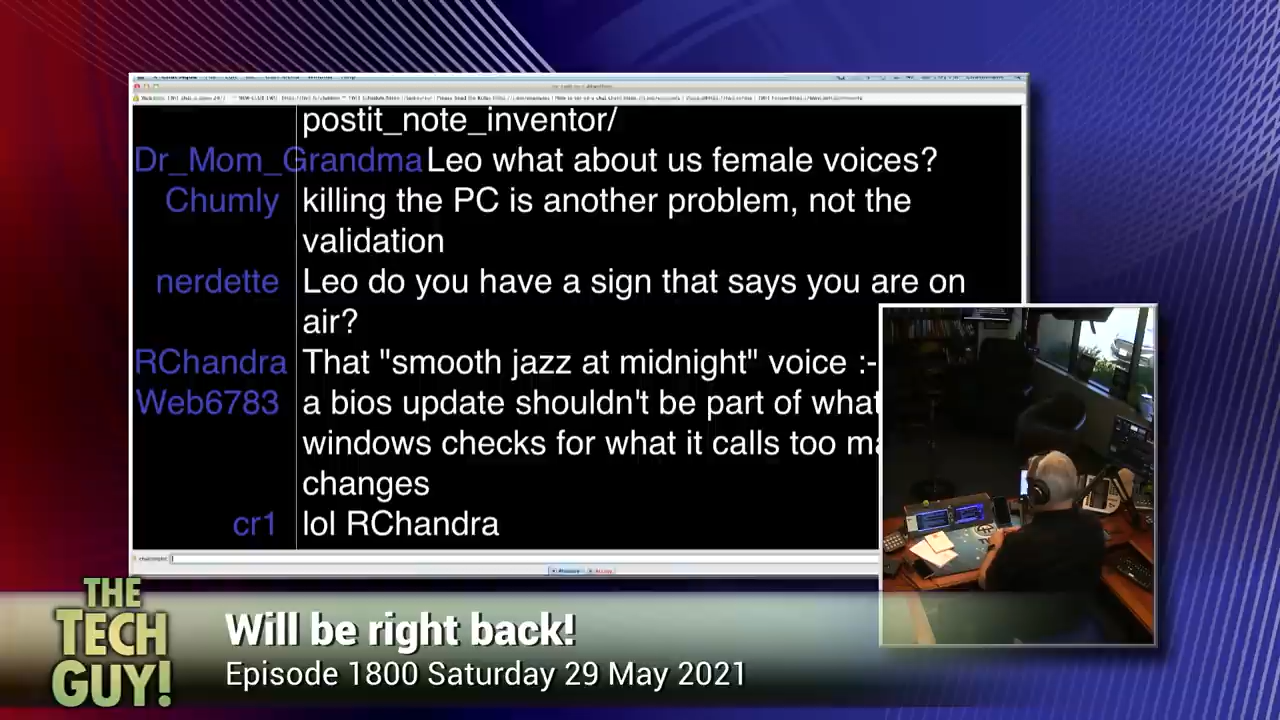 postit_note_inventor/
Dr_Mom_Grandma Leo what about us female voices?
Chumly killing the PC is another problem, not the
validation
nerdette Leo do you have a sign that says you are on
air?
RChandra That "smooth jazz at midnight" voice :-
Web6783 a bios update shouldn't be part of what
windows checks for what it calls too ma
changes
cr1 lol RChandra
THE
TECH
GUY!
Will be right back!
Episode 1800 Saturday 29 May 2021